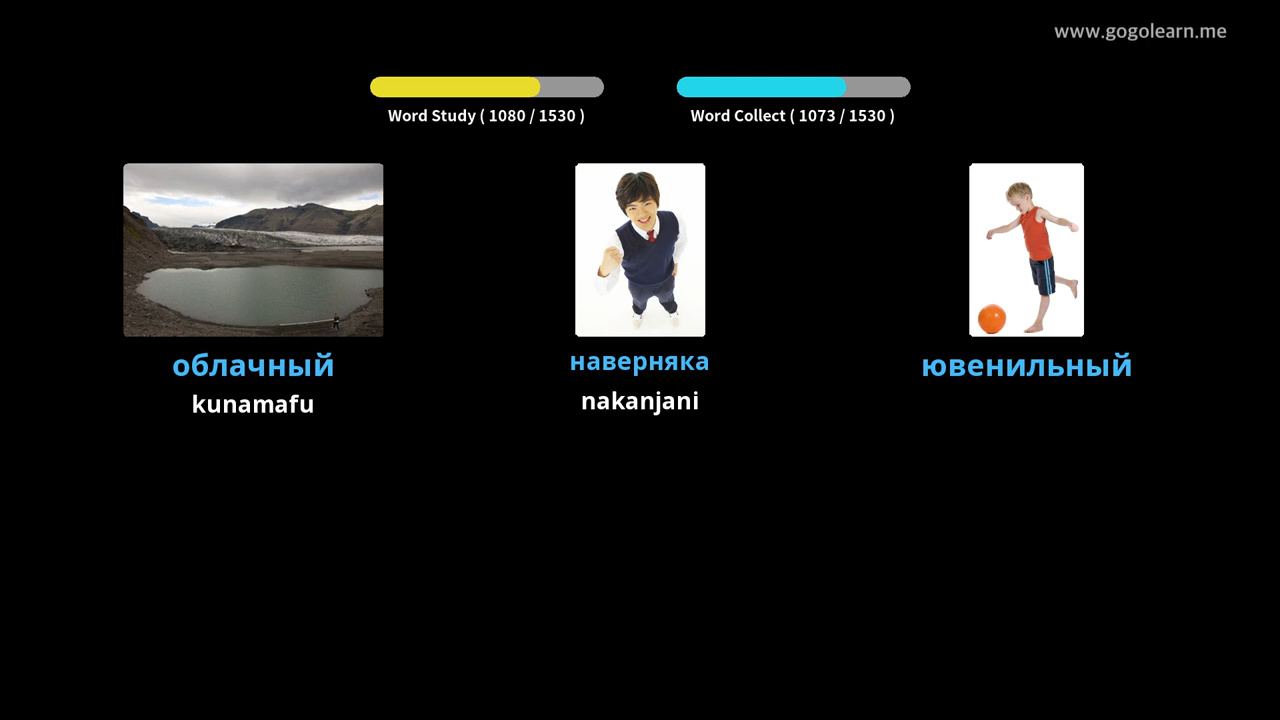 www.gogolearn.me
Word Study ( 1080 / 1530 )
Word Collect ( 1073 / 1530 )
облачный
kunamafu
наверняка
nakanjani
ювенильный